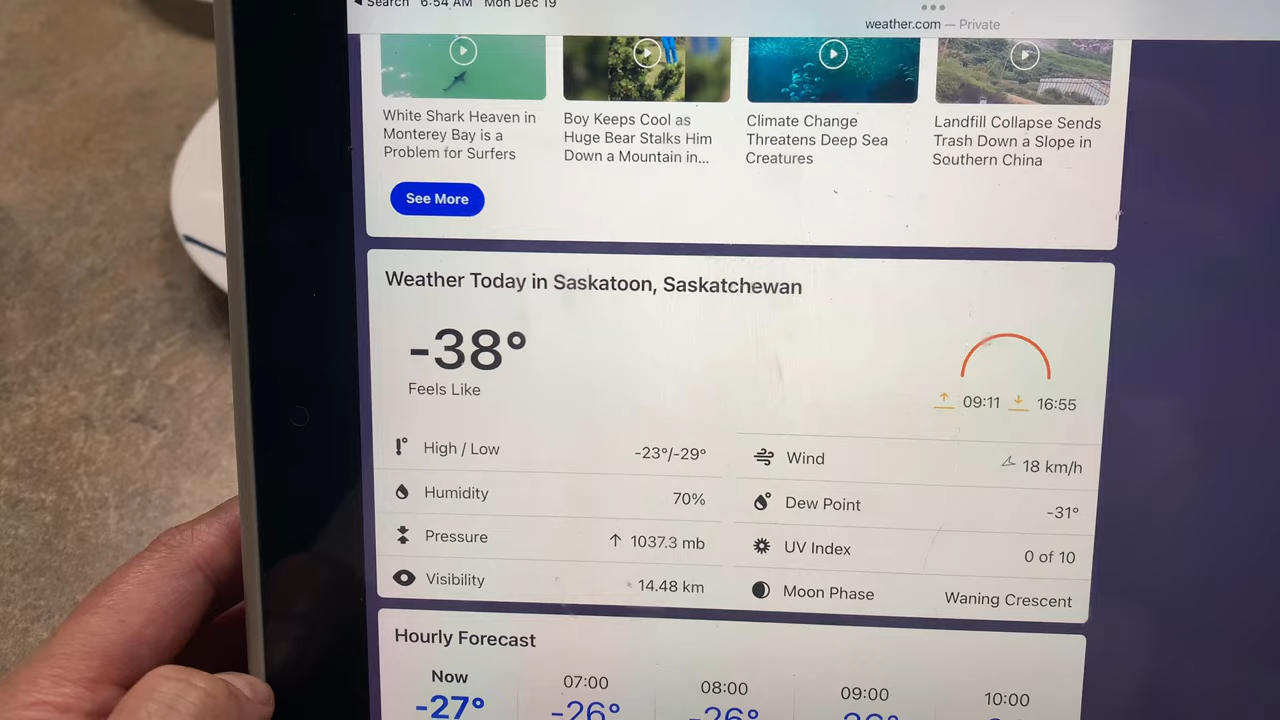 Search 6:54 AM Mon Dec 19
weather.com — Private
White Shark Heaven in
Monterey Bay is a
Problem for Surfers
Boy Keeps Cool as
Huge Bear Stalks Him
Down a Mountain in...
Climate Change
Threatens Deep Sea
Creatures
Landfill Collapse Sends
Trash Down a Slope in
Southern China
See More
Weather Today in Saskatoon, Saskatchewan
-38°
Feels Like
09:11 16:55
High / Low -23°/-29°
Humidity 70%
Pressure ↑ 1037.3 mb
Visibility 14.48 km
Wind 18 km/h
Dew Point -31°
UV Index 0 of 10
Moon Phase Waning Crescent
Hourly Forecast
Now 07:00 08:00 09:00 10:00
-27° -26° -26°